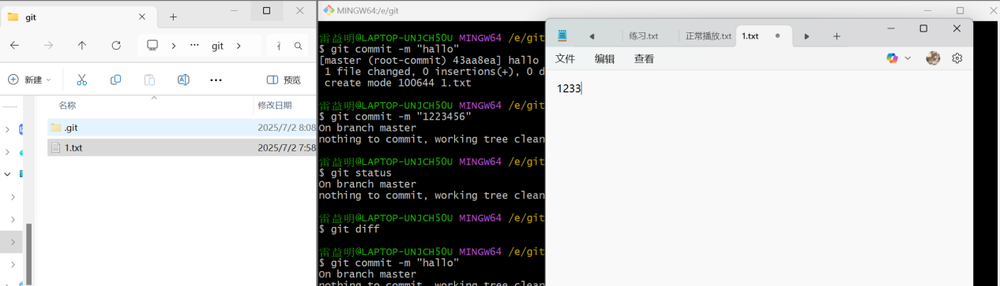 git
git
新建
预览
名称
修改日期
.git
2025/7/2 8:08
1.txt
2025/7/2 7:58
MINGW64:/e/git
雷益明@LAPTOP-UNJCH5OU MINGW64 /e/git
$ git commit -m "hallo"
[master (root-commit) 43aa8ea] hallo
1 file changed, 0 insertions(+), 0 d
create mode 100644 1.txt
雷益明@LAPTOP-UNJCH5OU MINGW64 /e/git
$ git commit -m "1223456"
On branch master
nothing to commit, working tree clean
雷益明@LAPTOP-UNJCH5OU MINGW64 /e/git
$ git status
On branch master
nothing to commit, working tree clean
雷益明@LAPTOP-UNJCH5OU MINGW64 /e/git
$ git diff
雷益明@LAPTOP-UNJCH5OU MINGW64 /e/git
$ git commit -m "hallo"
On branch master
nothing to commit, working tree clean
练习.txt
正常播放.txt
1.txt
文件
编辑
查看
1233